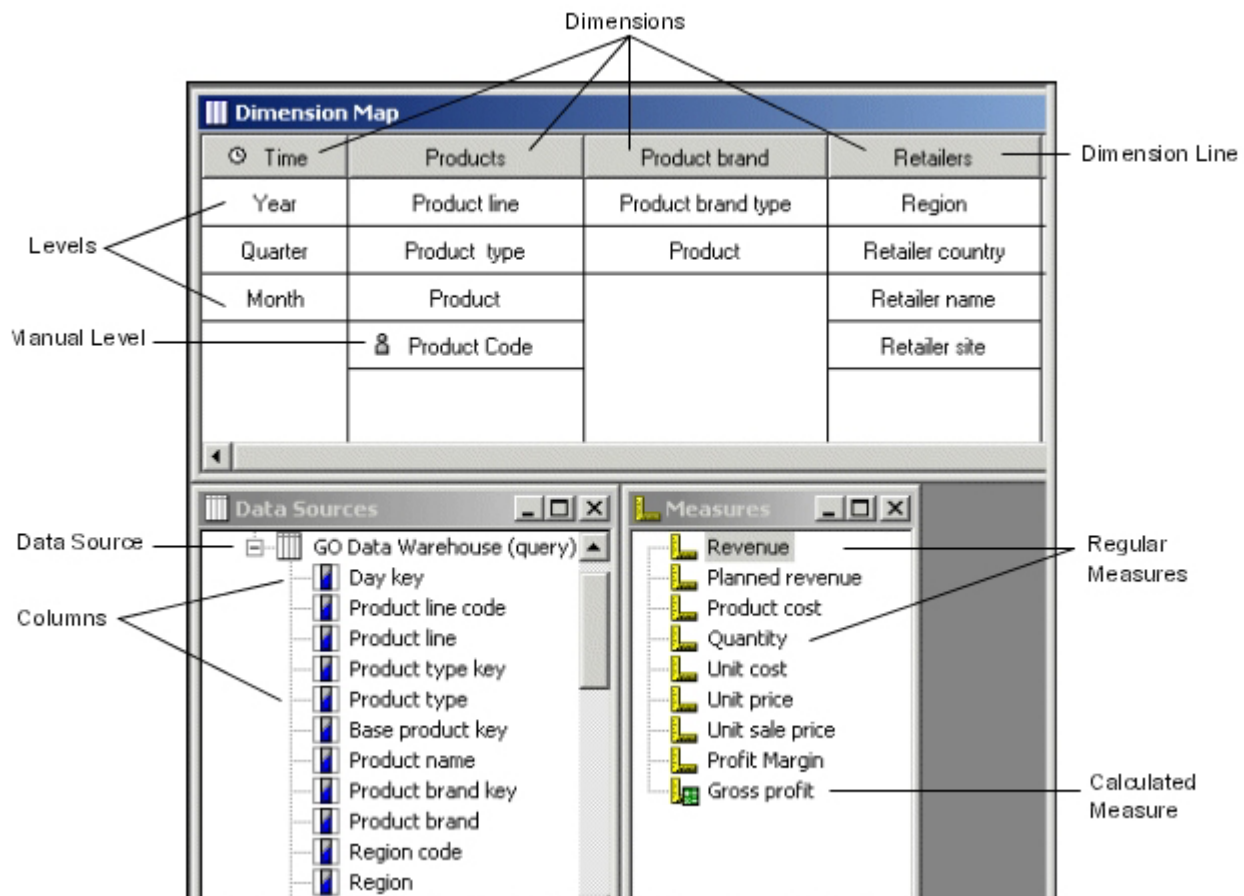 Dimensions
Dimension Map
Time Products Product brand Retailers Dimension Line
Year Product line Product brand type Region
Levels
Quarter Product type Product Retailer country
Month Product Retailer name
Manual Level
Product Code Retailer site
Data Sources Measures
Data Source
GO Data Warehouse (query)
Day key
Columns
Product line code
Product line
Product type key
Product type
Base product key
Product name
Product brand key
Product brand
Region code
Region
Revenue
Planned revenue
Product cost
Quantity
Unit cost
Unit price
Unit sale price
Profit Margin
Gross profit
Regular
Measures
Calculated
Measure